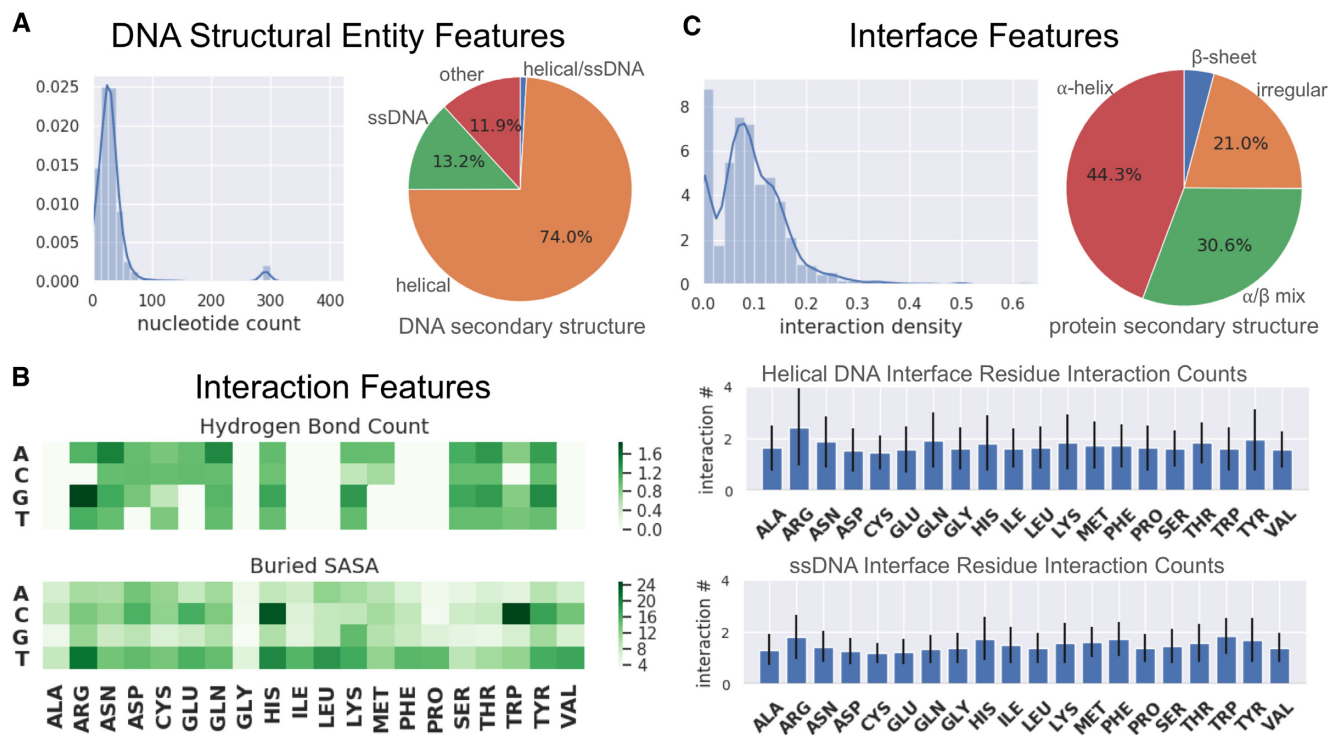 A
DNA Structural Entity Features
0.025
0.020
0.015
0.010
0.005
0.000
0 100 200 300 400
nucleotide count
other
helical/ssDNA
ssDNA
11.9%
13.2%
74.0%
helical
DNA secondary structure
C
Interface Features
8
6
4
2
0
0.0 0.1 0.2 0.3 0.4 0.5 0.6
interaction density
β-sheet
α-helix
irregular
21.0%
44.3%
30.6%
α/β mix
protein secondary structure
B
Interaction Features
Hydrogen Bond Count
A
C
G
T
1.6
1.2
0.8
0.4
0.0
Buried SASA
A
C
G
T
24
20
16
12
8
4
ALA ARG ASN ASP CYS GLU GLN GLY HIS ILE LEU LYS MET PHE PRO SER THR TRP TYR VAL
Helical DNA Interface Residue Interaction Counts
interaction #
4
2
0
ALA ARG ASN ASP CYS GLU GLN GLY HIS ILE LEU LYS MET PHE PRO SER THR TRP TYR VAL
ssDNA Interface Residue Interaction Counts
interaction #
4
2
0
ALA ARG ASN ASP CYS GLU GLN GLY HIS ILE LEU LYS MET PHE PRO SER THR TRP TYR VAL